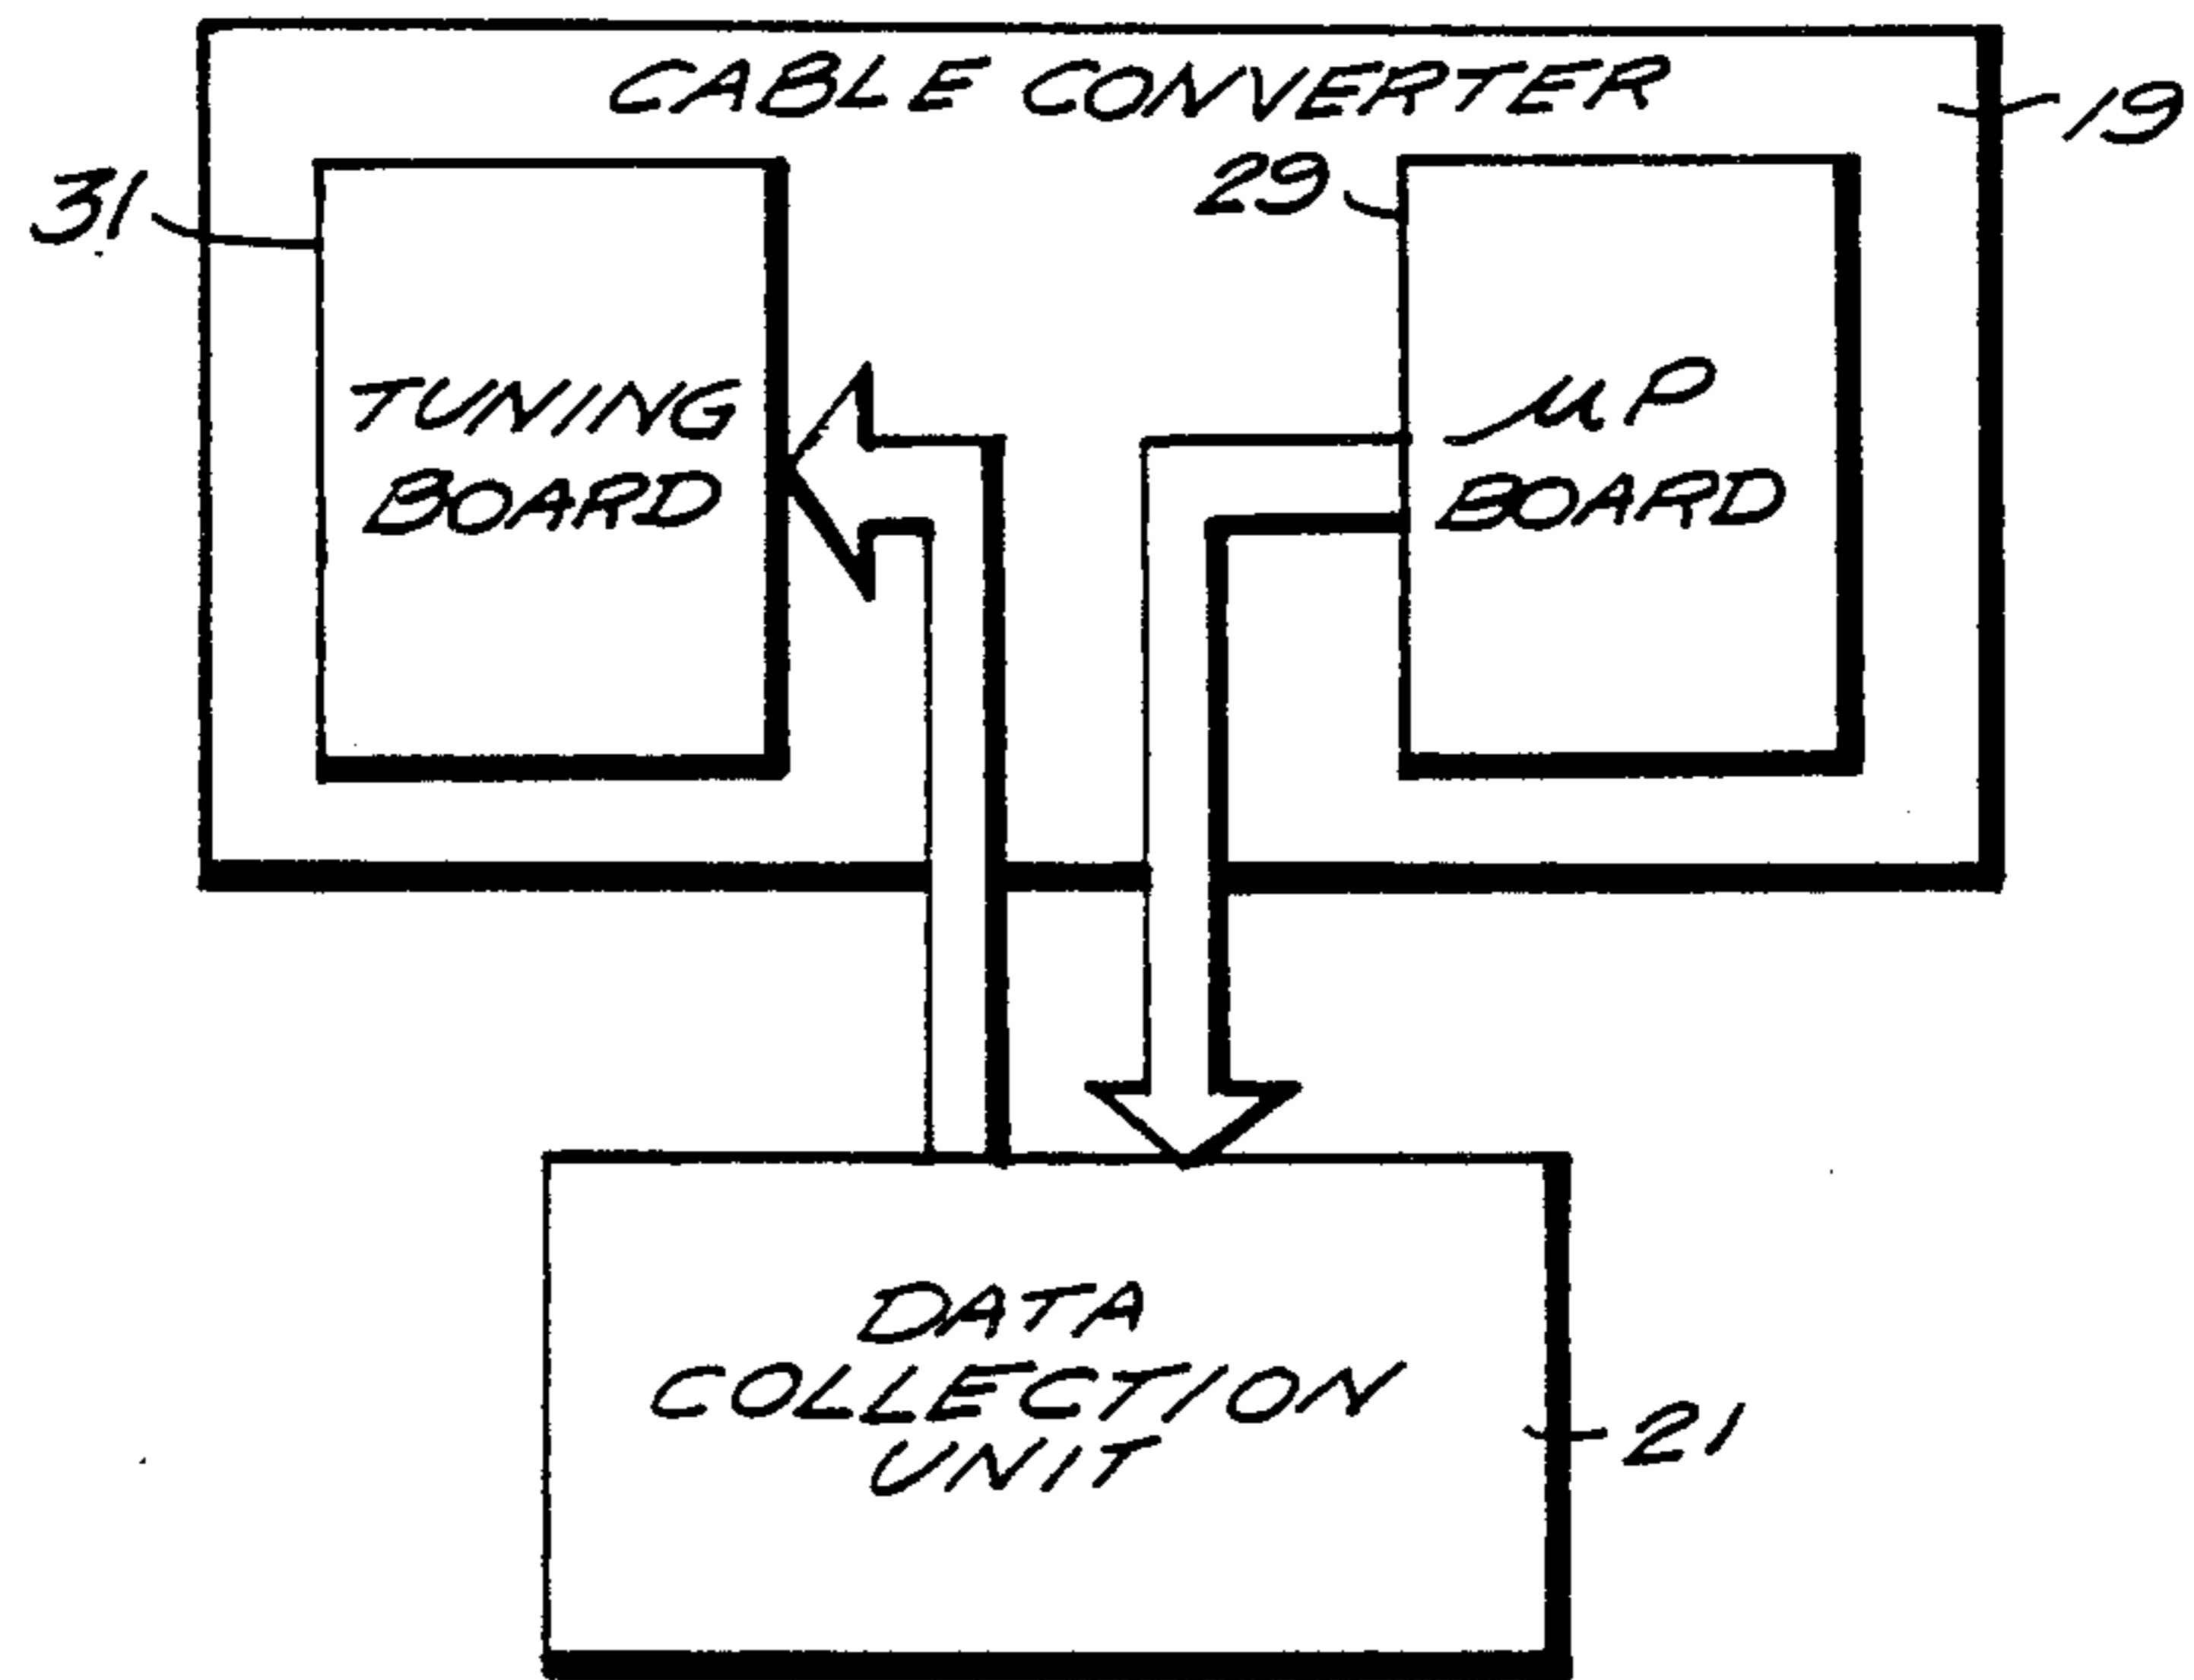 CABLE CONVERTER
19
31
29
TUNING
BOARD
μP
BOARD
DATA
COLLECTION
UNIT
21